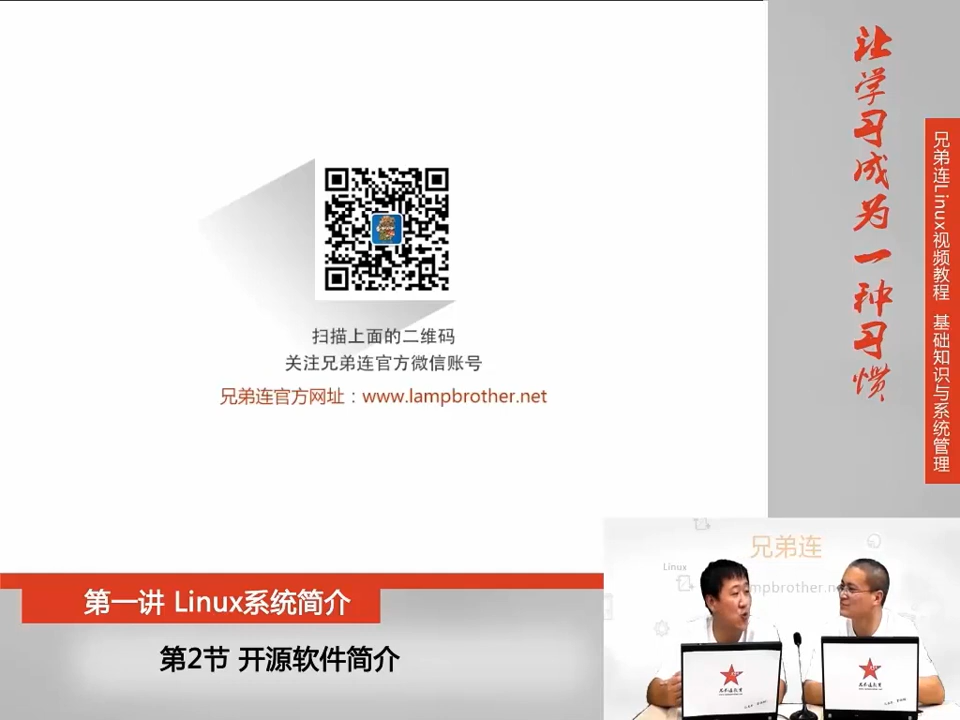 让学习成为一种习惯
兄弟连Linux视频教程 基础知识与系统管理
扫描上面的二维码
关注兄弟连官方微信账号
兄弟连官方网址：www.lampbrother.net
第一讲 Linux系统简介
第2节 开源软件简介
兄弟连
Linux